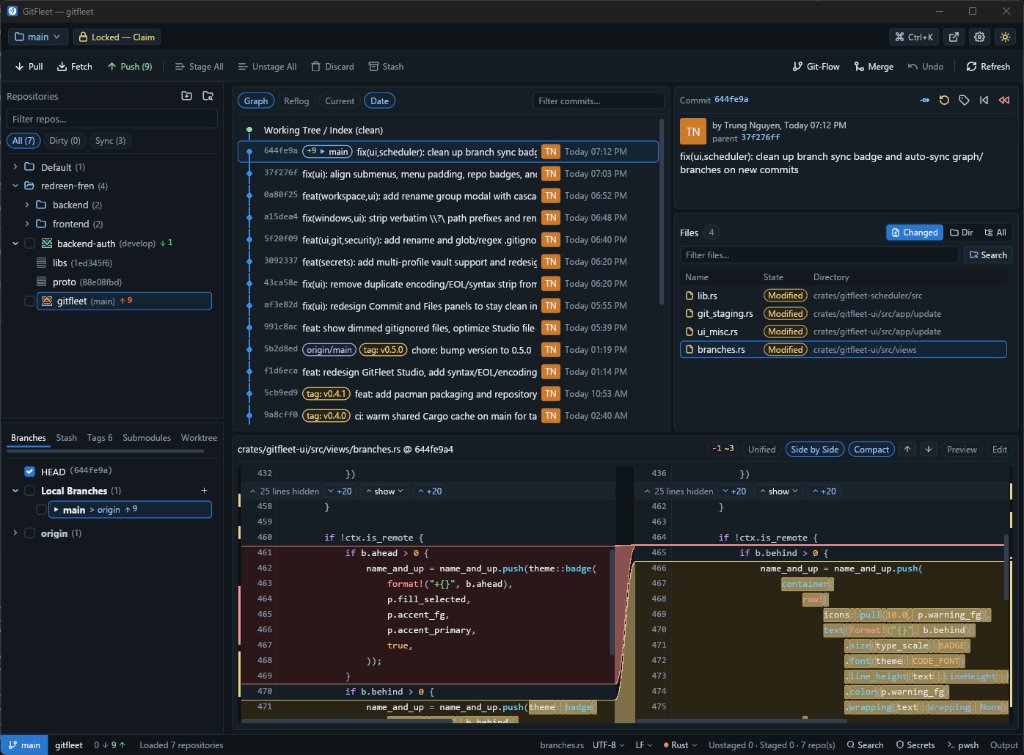 GitFleet — gitfleet
main
Locked — Claim
Ctrl+K
Pull
Fetch
Push (9)
Stage All
Unstage All
Discard
Stash
Git-Flow
Merge
Undo
Refresh
Repositories
Filter repos...
All (7)
Dirty (0)
Sync (3)
Default (1)
redreen-fren (4)
backend (2)
frontend (2)
backend-auth (develop) ↓ 1
libs (1ed345f6)
proto (88e08fbd)
gitfleet (main) ↑ 9
Graph
Reflog
Current
Date
Filter commits...
Working Tree / Index (clean)
644fe9a +9 ▸ main fix(ui,scheduler): clean up branch sync badg TN Today 07:12 PM
37f276f fix(ui): align submenus, menu padding, repo badges, an TN Today 07:03 PM
0a80f25 feat(workspace,ui): add rename group modal with casca TN Today 06:52 PM
a15dea4 fix(windows,ui): strip verbatim \\?\ path prefixes and ren TN Today 06:48 PM
5f20f09 feat(ui,git,security): add rename and glob/regex .gitigno TN Today 06:40 PM
3092337 feat(secrets): add multi-profile vault support and redesig TN Today 06:20 PM
43ca58e fix(ui): remove duplicate encoding/EOL/syntax strip from TN Today 06:20 PM
af3e82d fix(ui): redesign Commit and Files panels to stay clean in TN Today 05:55 PM
991c8ac feat: show dimmed gitignored files, optimize Studio file TN Today 05:39 PM
5b2d8ed origin/main tag: v0.5.0 chore: bump version to 0.5.0 TN Today 01:19 PM
f1d6eca feat: redesign GitFleet Studio, add syntax/EOL/encoding TN Today 01:14 PM
5cb9ed9 tag: v0.4.1 feat: add pacman packaging and repository TN Today 10:53 AM
9a8cff0 tag: v0.4.0 ci: warm shared Cargo cache on main for ta TN Today 02:40 AM
Commit 644fe9a
TN
by Trung Nguyen, Today 07:12 PM
parent 37f276ff
fix(ui,scheduler): clean up branch sync badge and auto-sync graph/
branches on new commits
Files 4
Changed
Dir
All
Filter files...
Search
Name State Directory
lib.rs Modified crates/gitfleet-scheduler/src
git_staging.rs Modified crates/gitfleet-ui/src/app/update
ui_misc.rs Modified crates/gitfleet-ui/src/app/update
branches.rs Modified crates/gitfleet-ui/src/views
Branches
Stash
Tags 6
Submodules
Worktree
HEAD (644fe9a)
Local Branches (1) +
▸ main > origin ↑ 9
origin (1)
crates/gitfleet-ui/src/views/branches.rs @ 644fe9a4
-1 ~3
Unified
Side by Side
Compact
Preview
Edit
432 })
25 lines hidden +20 show +20
458 }
459
460 if !ctx.is_remote {
461 if b.ahead > 0 {
462 name_and_up = name_and_up.push(theme::badge(
463 format!("+{}", b.ahead),
464 p.fill_selected,
465 p.accent_fg,
466 p.accent_primary,
467 true,
468 ));
469 }
470 if b.behind > 0 {
471 name_and_up = name_and_up.push(theme::badge(
436 })
25 lines hidden +20 show +20
462 }
463
464 if !ctx.is_remote {
465 if b.behind > 0 {
466 name_and_up = name_and_up.push(
467 container(
468 row![
469 icons::pull(10.0, p.warning_fg),
470 text(format!("{}", b.behind))
471 .size(type_scale::BADGE)
472 .font(theme::CODE_FONT)
473 .line_height(text::LineHeight::
474 .color(p.warning_fg)
475 .wrapping(text::Wrapping::None)
main
gitfleet
0 ↓ 9 ↑
Loaded 7 repositories
branches.rs
UTF-8
LF
Rust
Unstaged 0 · Staged 0 · 7 repo(s)
Search
Secrets
pwsh
Output